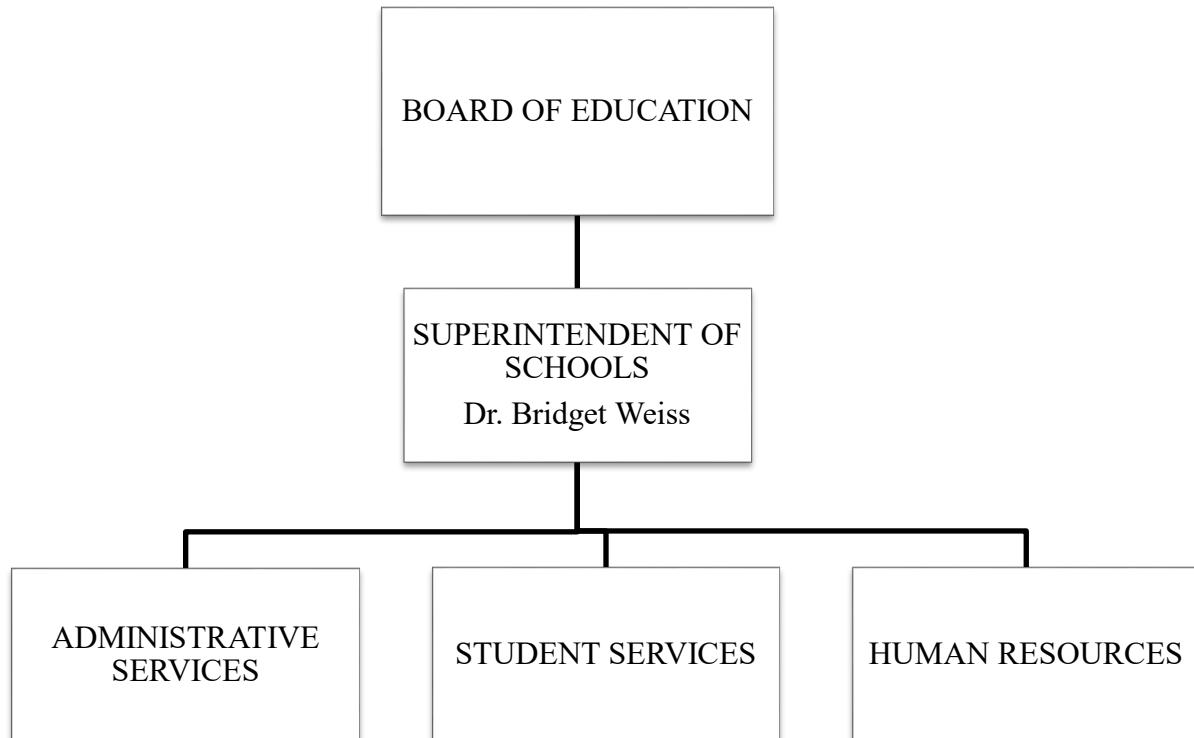 BOARD OF EDUCATION
SUPERINTENDENT OF
SCHOOLS
Dr. Bridget Weiss
ADMINISTRATIVE
SERVICES
STUDENT SERVICES
HUMAN RESOURCES